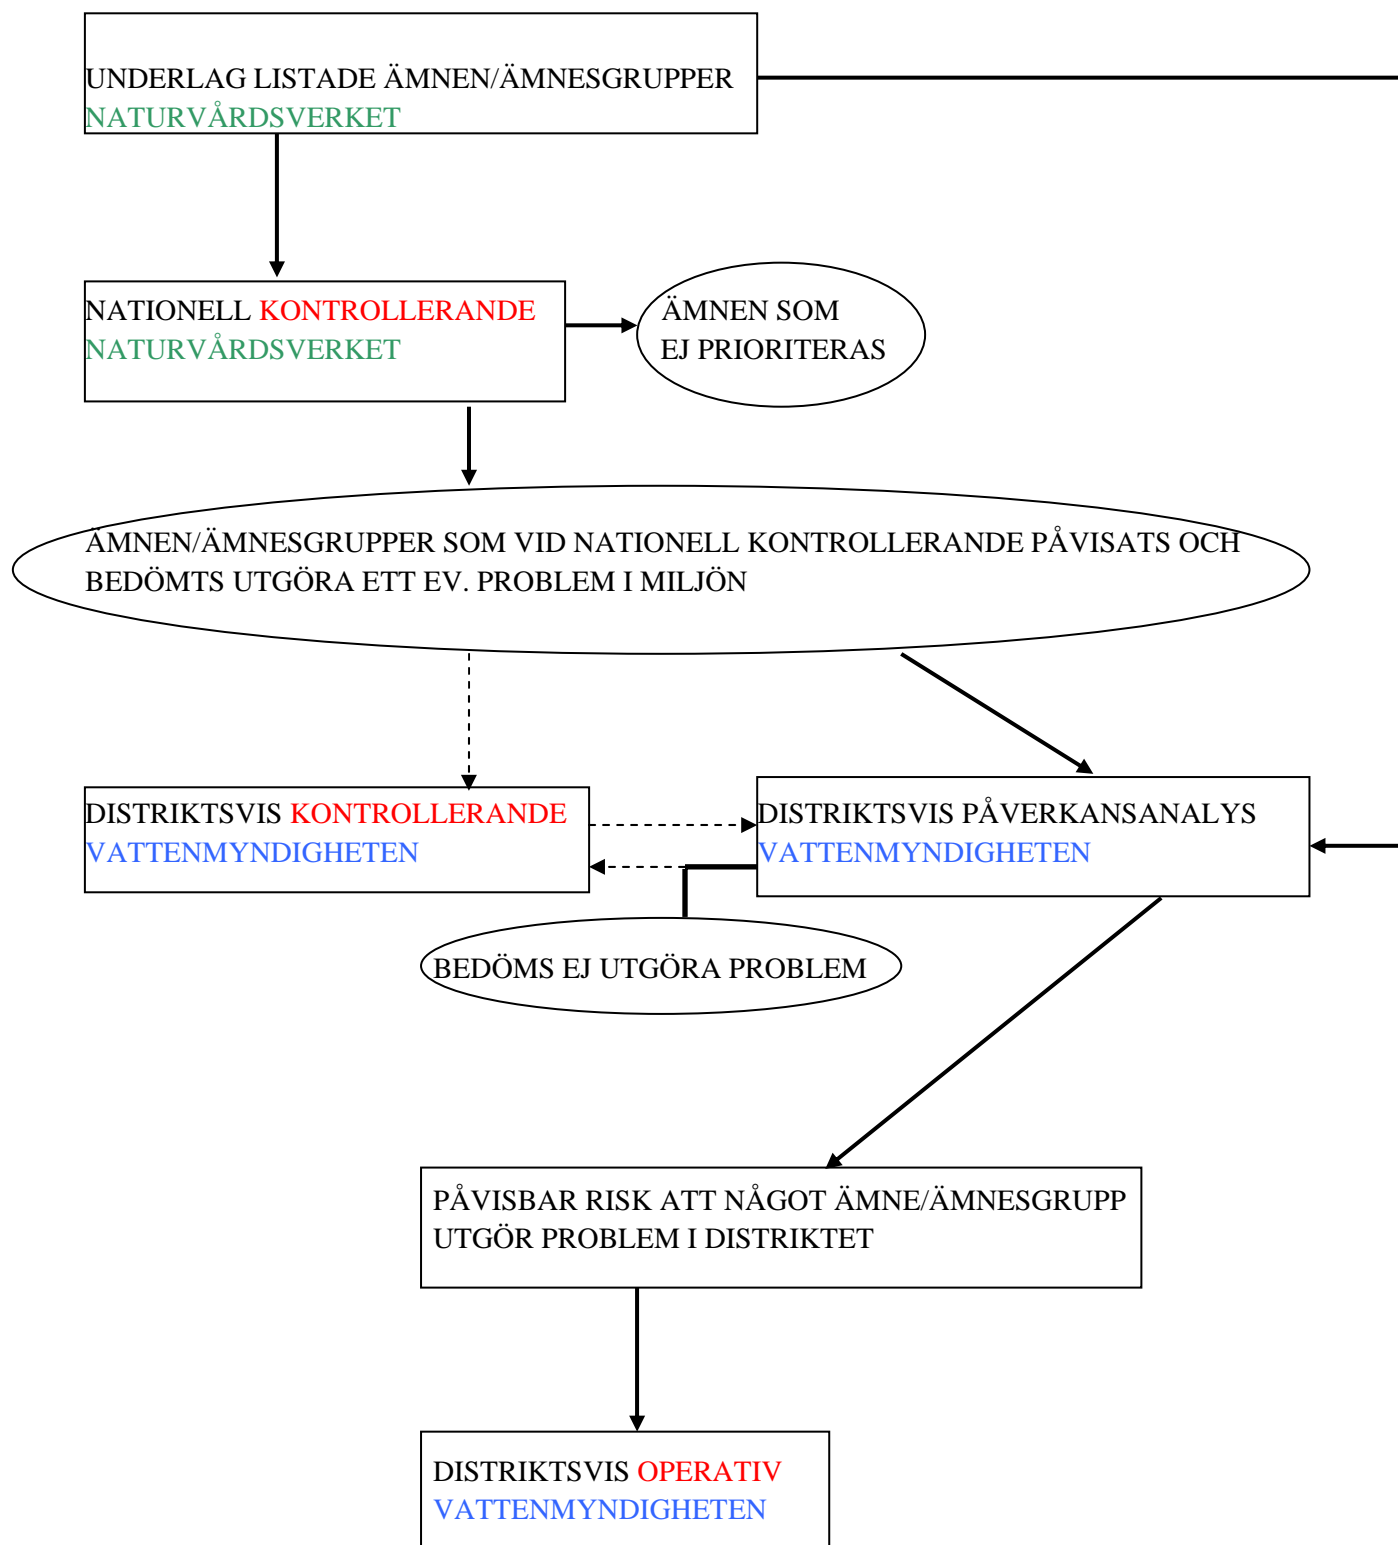 UNDERLAG LISTADE ÄMNEN/ÄMNESGRUPPER
NATURVÅRDSVERKET
NATIONELL KONTROLLERANDE
NATURVÅRDSVERKET
ÄMNEN SOM
EJ PRIORITERAS
ÄMNEN/ÄMNESGRUPPER SOM VID NATIONELL KONTROLLERANDE PÅVISATS OCH
BEDÖMTS UTGÖRA ETT EV. PROBLEM I MILJÖN
DISTRIKTSVIS KONTROLLERANDE
VATTENMYNDIGHETEN
DISTRIKTSVIS PÅVERKANSANALYS
VATTENMYNDIGHETEN
BEDÖMS EJ UTGÖRA PROBLEM
PÅVISBAR RISK ATT NÅGOT ÄMNE/ÄMNESGRUPP
UTGÖR PROBLEM I DISTRIKTET
DISTRIKTSVIS OPERATIV
VATTENMYNDIGHETEN